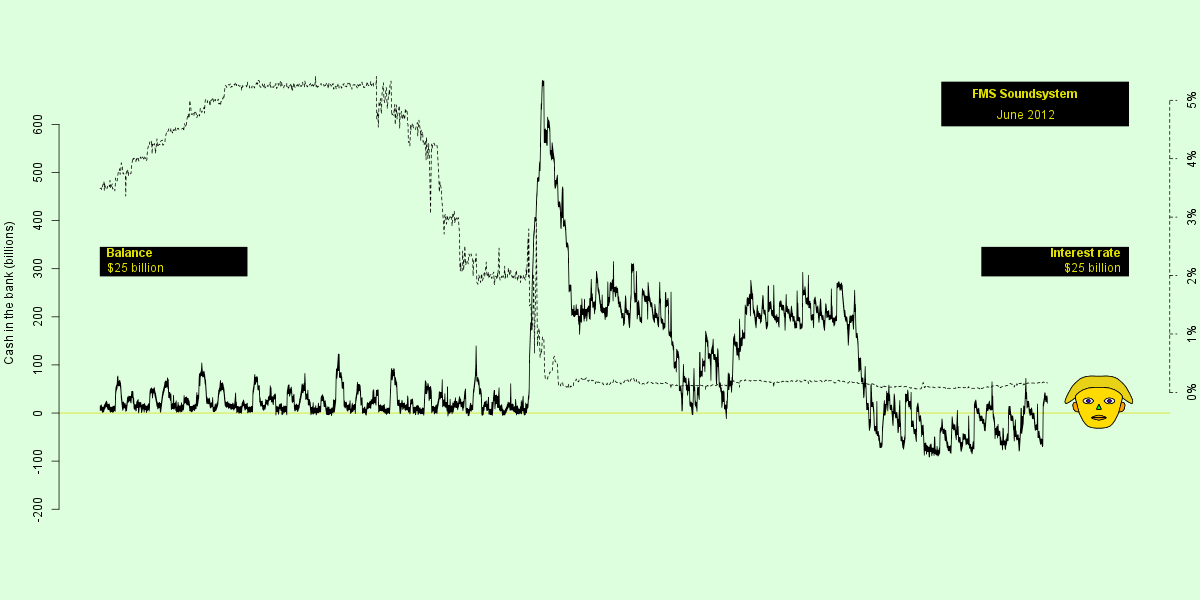 FMS Soundsystem
June 2012
Balance
$25 billion
Interest rate
$25 billion
Cash in the bank (billions)
600
500
400
300
200
100
0
-100
-200
5%
4%
3%
2%
1%
0%